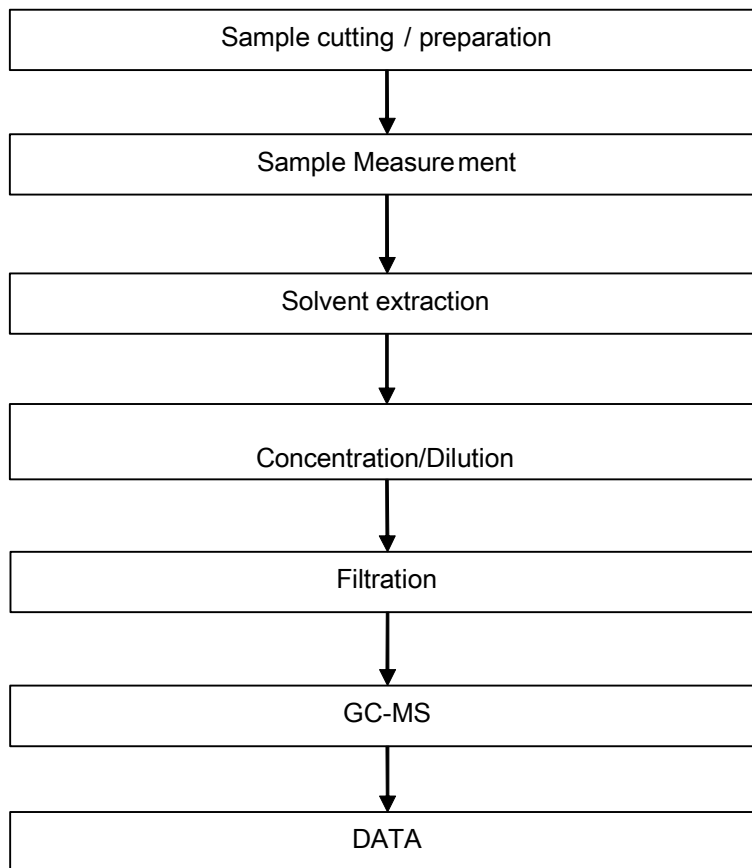 Sample cutting / preparation
Sample Measurement
Solvent extraction
Concentration/Dilution
Filtration
GC-MS
DATA